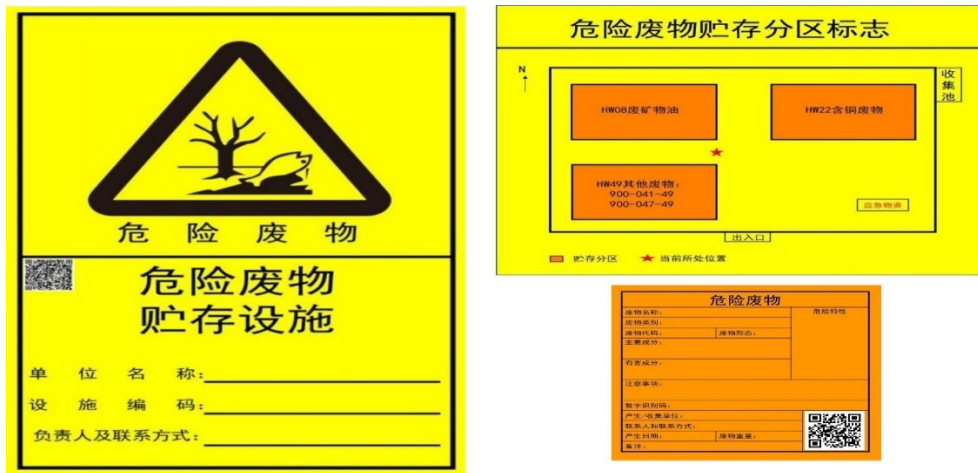 危险废物
危险废物
贮存设施
单位名称:
设施编码:
负责人及联系方式:
危险废物贮存分区标志
N
收集池
HW08废矿物油
HW22含铜废物
HW49其他废物:
900-041-49
900-047-49
应急物资
出入口
贮存分区
当前所处位置
危险废物
废物名称:
危险特性
废物类别:
废物代码:
废物形态:
主要成分:
有害成分:
注意事项:
数字识别码:
产生/收集单位:
联系人和联系方式:
产生日期:
废物重量:
备注: